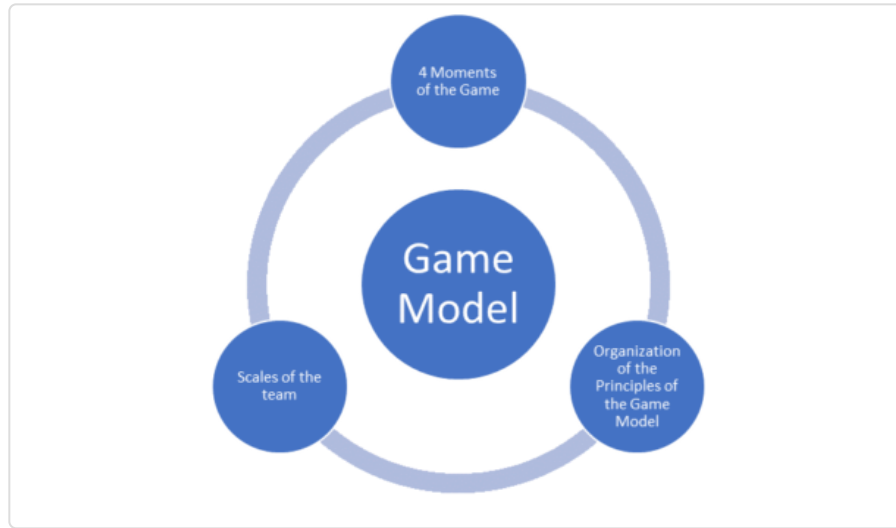 4 Moments
of the Game
Game
Model
Scales of the
team
Organization
of the
Principles of
the Game
Model